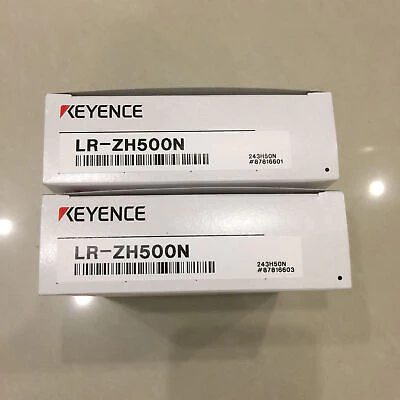 KEYENCE
LR-ZH500N
243H50N
#87816601
KEYENCE
LR-ZH500N
243H50N
#87816603